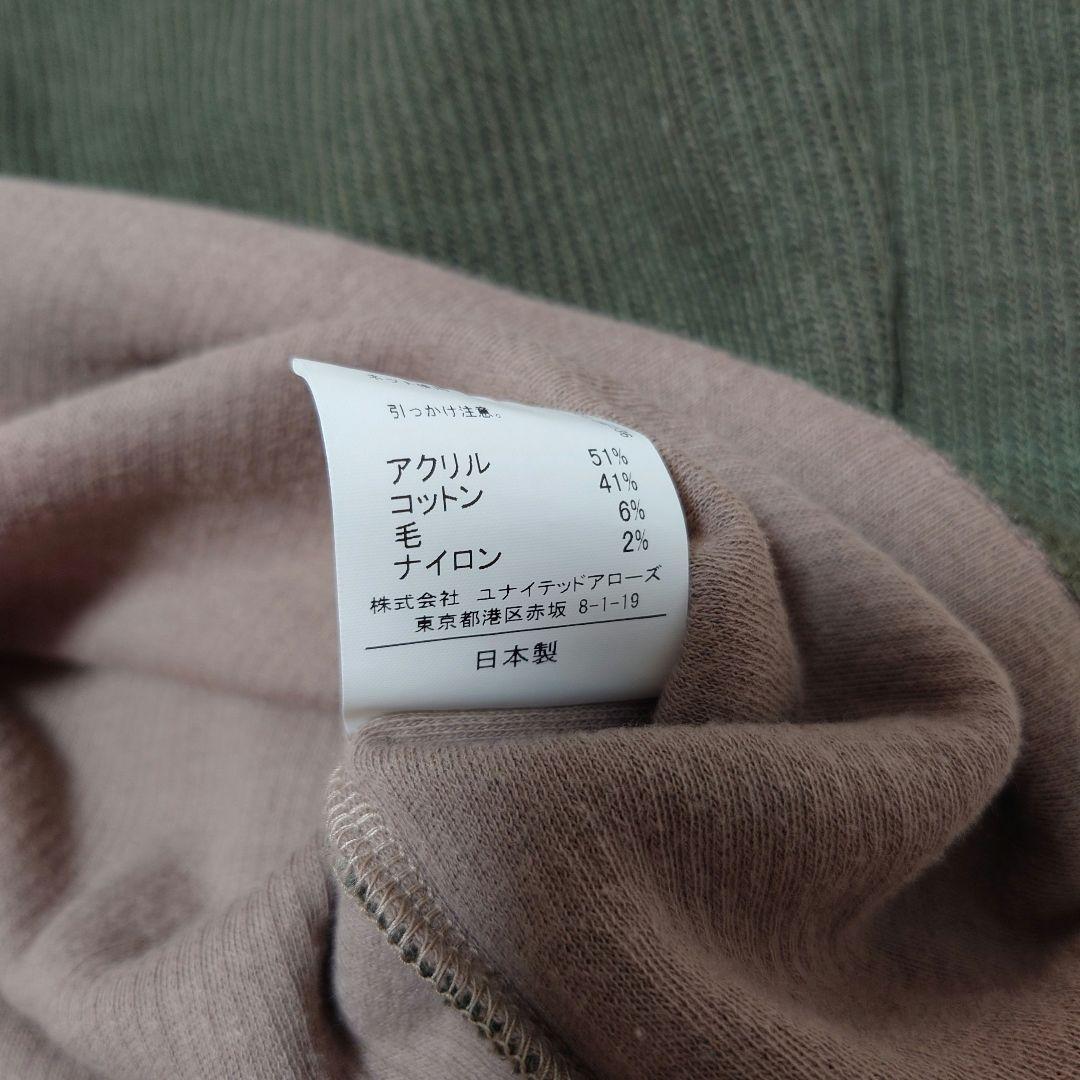 引っかけ注意。
アクリル 51%
コットン 41%
毛 6%
ナイロン 2%
株式会社 ユナイテッドアローズ
東京都港区赤坂 8-1-19
日本製